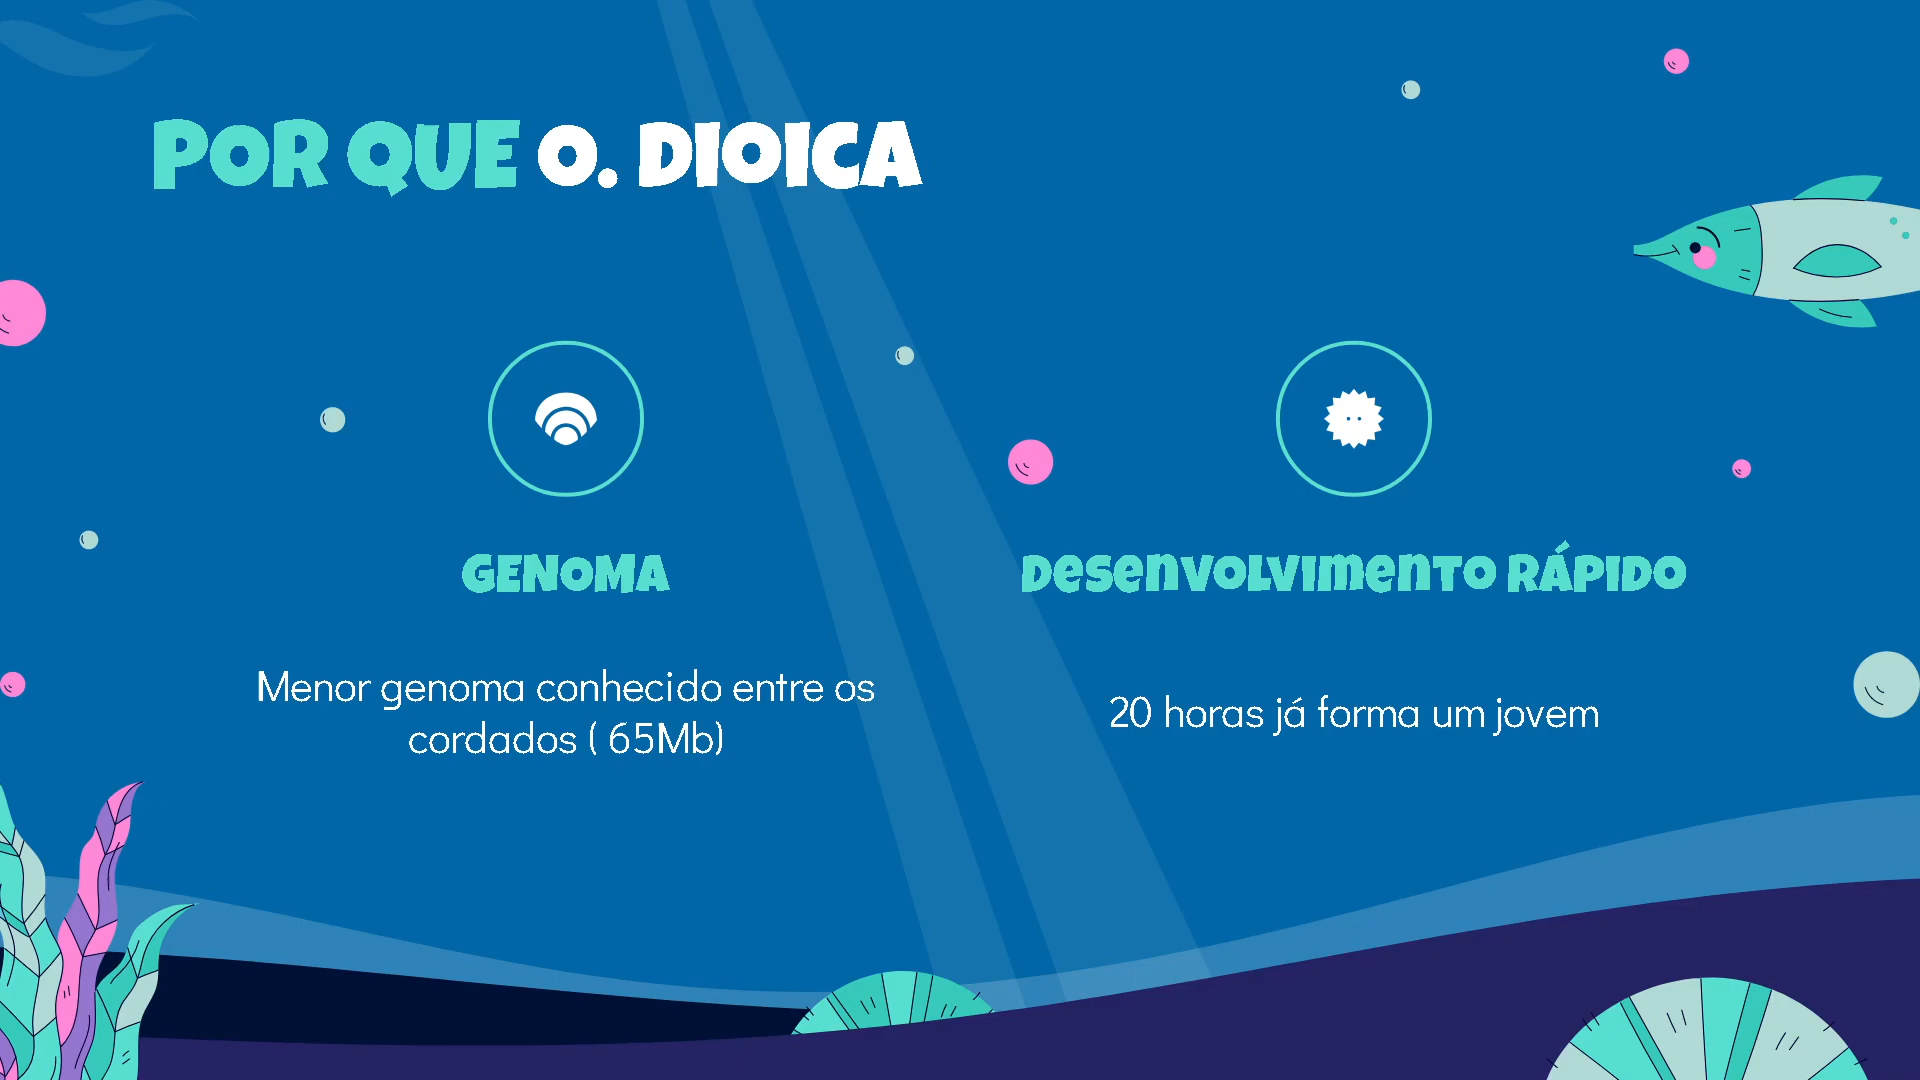 POR QUE O. DIOICA
GENOMA
Menor genoma conhecido entre os
cordados ( 65Mb)
Desenvolvimento RÁPIDO
20 horas já forma um jovem